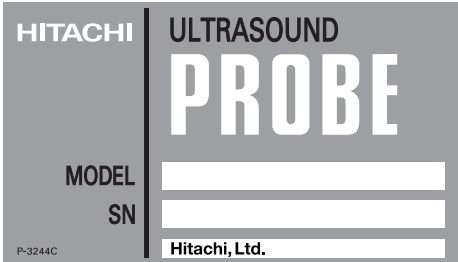 HITACHI
ULTRASOUND
PROBE
MODEL
SN
P-3244C
Hitachi, Ltd.